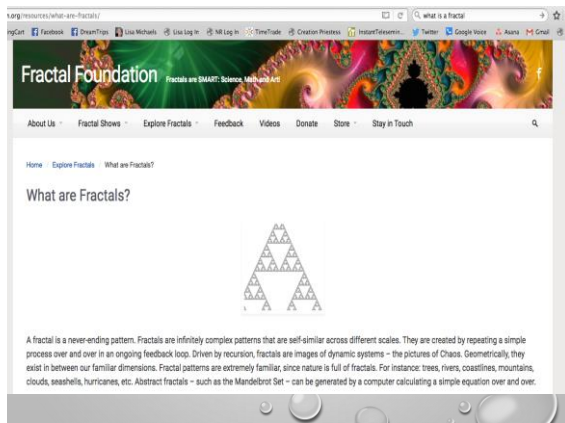 n.org/resources/what-are-fractals/ what is a fractal
ngCart Facebook DreamTrips Lisa Michaels Lisa Log In NR Log In TimeTrade Creation Priestess InstantTelesemin... Twitter Google Voice Asana Gmail
Fractal Foundation Fractals are SMART: Science, Math and Art!
About Us Fractal Shows Explore Fractals Feedback Videos Donate Store Stay in Touch
Home Explore Fractals What are Fractals?
What are Fractals?
A fractal is a never-ending pattern. Fractals are infinitely complex patterns that are self-similar across different scales. They are created by repeating a simple
process over and over in an ongoing feedback loop. Driven by recursion, fractals are images of dynamic systems – the pictures of Chaos. Geometrically, they
exist in between our familiar dimensions. Fractal patterns are extremely familiar, since nature is full of fractals. For instance: trees, rivers, coastlines, mountains,
clouds, seashells, hurricanes, etc. Abstract fractals – such as the Mandelbrot Set – can be generated by a computer calculating a simple equation over and over.